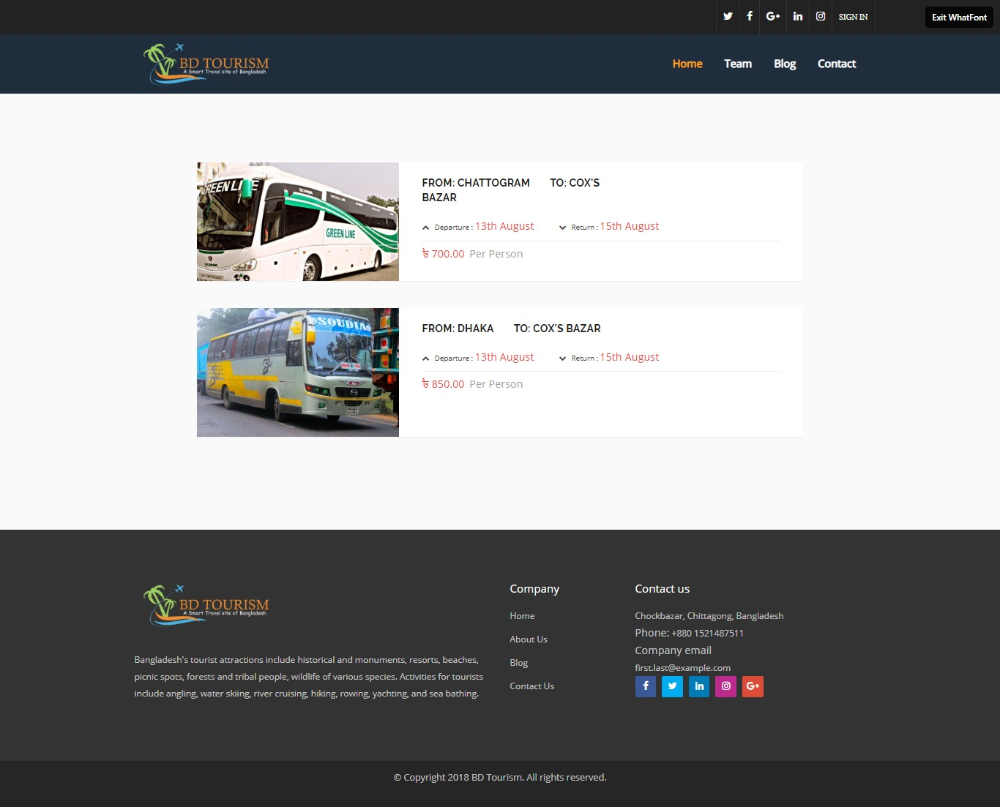 SIGN IN
Exit WhatFont
BD TOURISM
A Smart Travel site of Bangladesh
Home Team Blog Contact
GREEN LINE
SCANIA
GREEN LINE
GREEN LINE
SCANIA
FROM: CHATTOGRAM TO: COX'S
BAZAR
Departure : 13th August Return : 15th August
৳ 700.00 Per Person
SOUDIA
FROM: DHAKA TO: COX'S BAZAR
Departure : 13th August Return : 15th August
৳ 850.00 Per Person
BD TOURISM
A Smart Travel site of Bangladesh
Bangladesh's tourist attractions include historical and monuments, resorts, beaches,
picnic spots, forests and tribal people, wildlife of various species. Activities for tourists
include angling, water skiing, river cruising, hiking, rowing, yachting, and sea bathing.
Company
Home
About Us
Blog
Contact Us
Contact us
Chockbazar, Chittagong, Bangladesh
Phone: +880 1521487511
Company email
first.last@example.com
© Copyright 2018 BD Tourism. All rights reserved.